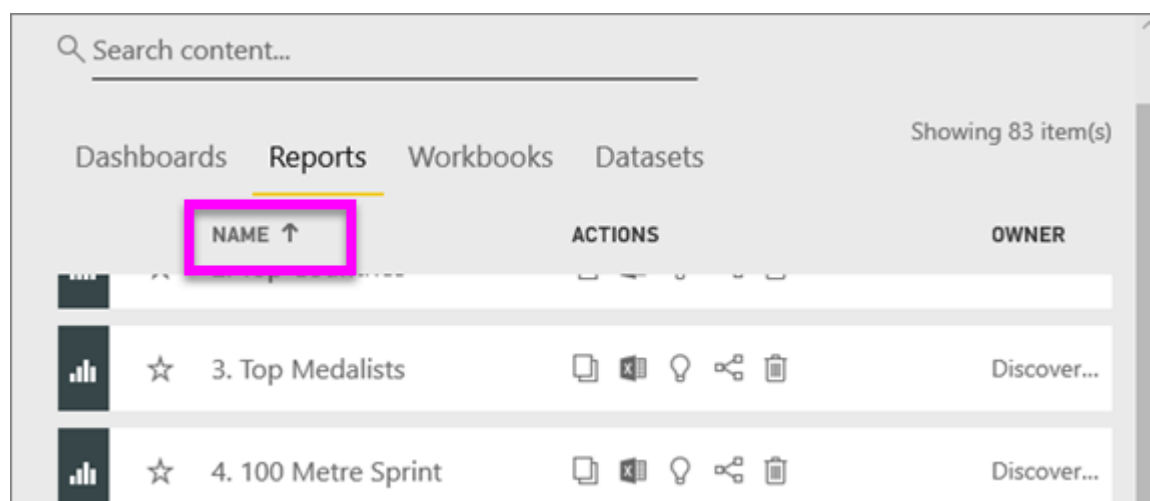 Search content...
Showing 83 item(s)
Dashboards Reports Workbooks Datasets
NAME ↑ ACTIONS OWNER
3. Top Medalists Discover...
4. 100 Metre Sprint Discover...